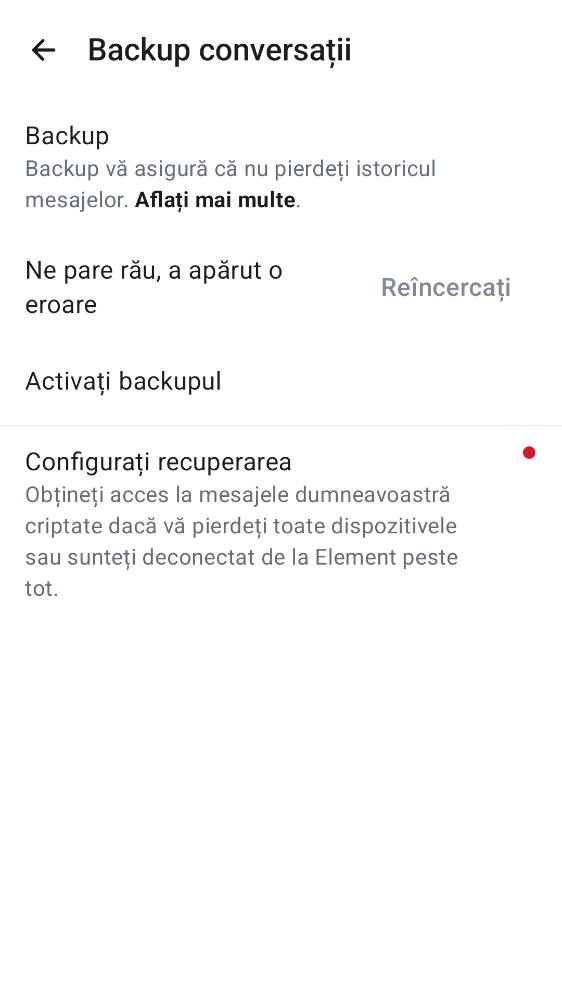 Backup conversații
Backup
Backup vă asigură că nu pierdeți istoricul
mesajelor. Aflați mai multe.
Ne pare rău, a apărut o
eroare
Reîncercați
Activați backupul
Configurați recuperarea
Obțineți acces la mesajele dumneavoastră
criptate dacă vă pierdeți toate dispozitivele
sau sunteți deconectat de la Element peste
tot.